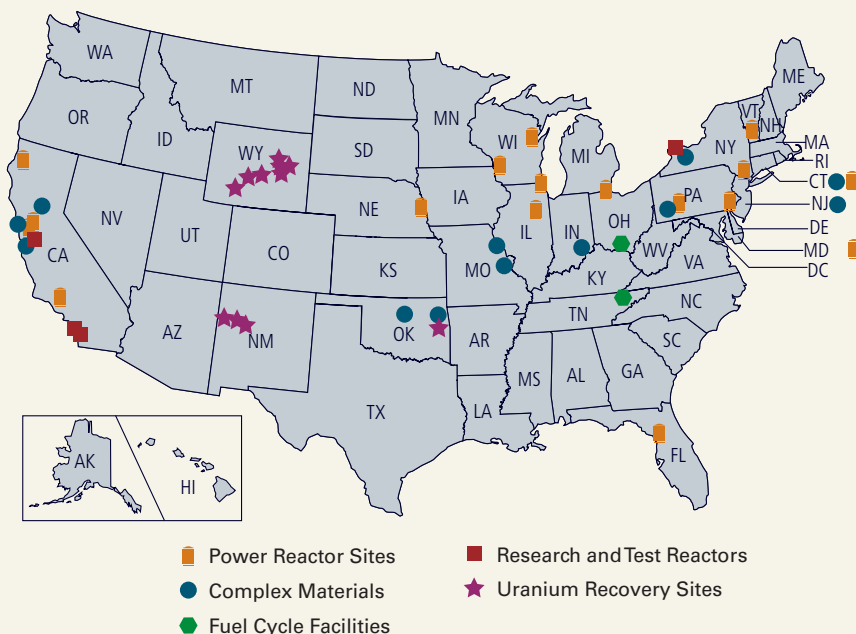 WA
MT
ND
MN
ME
OR
ID
WY
SD
WI
MI
NY
VT
NH
MA
RI
CT
NJ
DE
MD
DC
NV
UT
CO
NE
IA
IL
IN
OH
PA
WV
VA
CA
KS
MO
KY
NC
TN
SC
AZ
NM
OK
AR
TX
LA
MS
AL
GA
FL
AK
HI
Power Reactor Sites
Complex Materials
Fuel Cycle Facilities
Research and Test Reactors
Uranium Recovery Sites